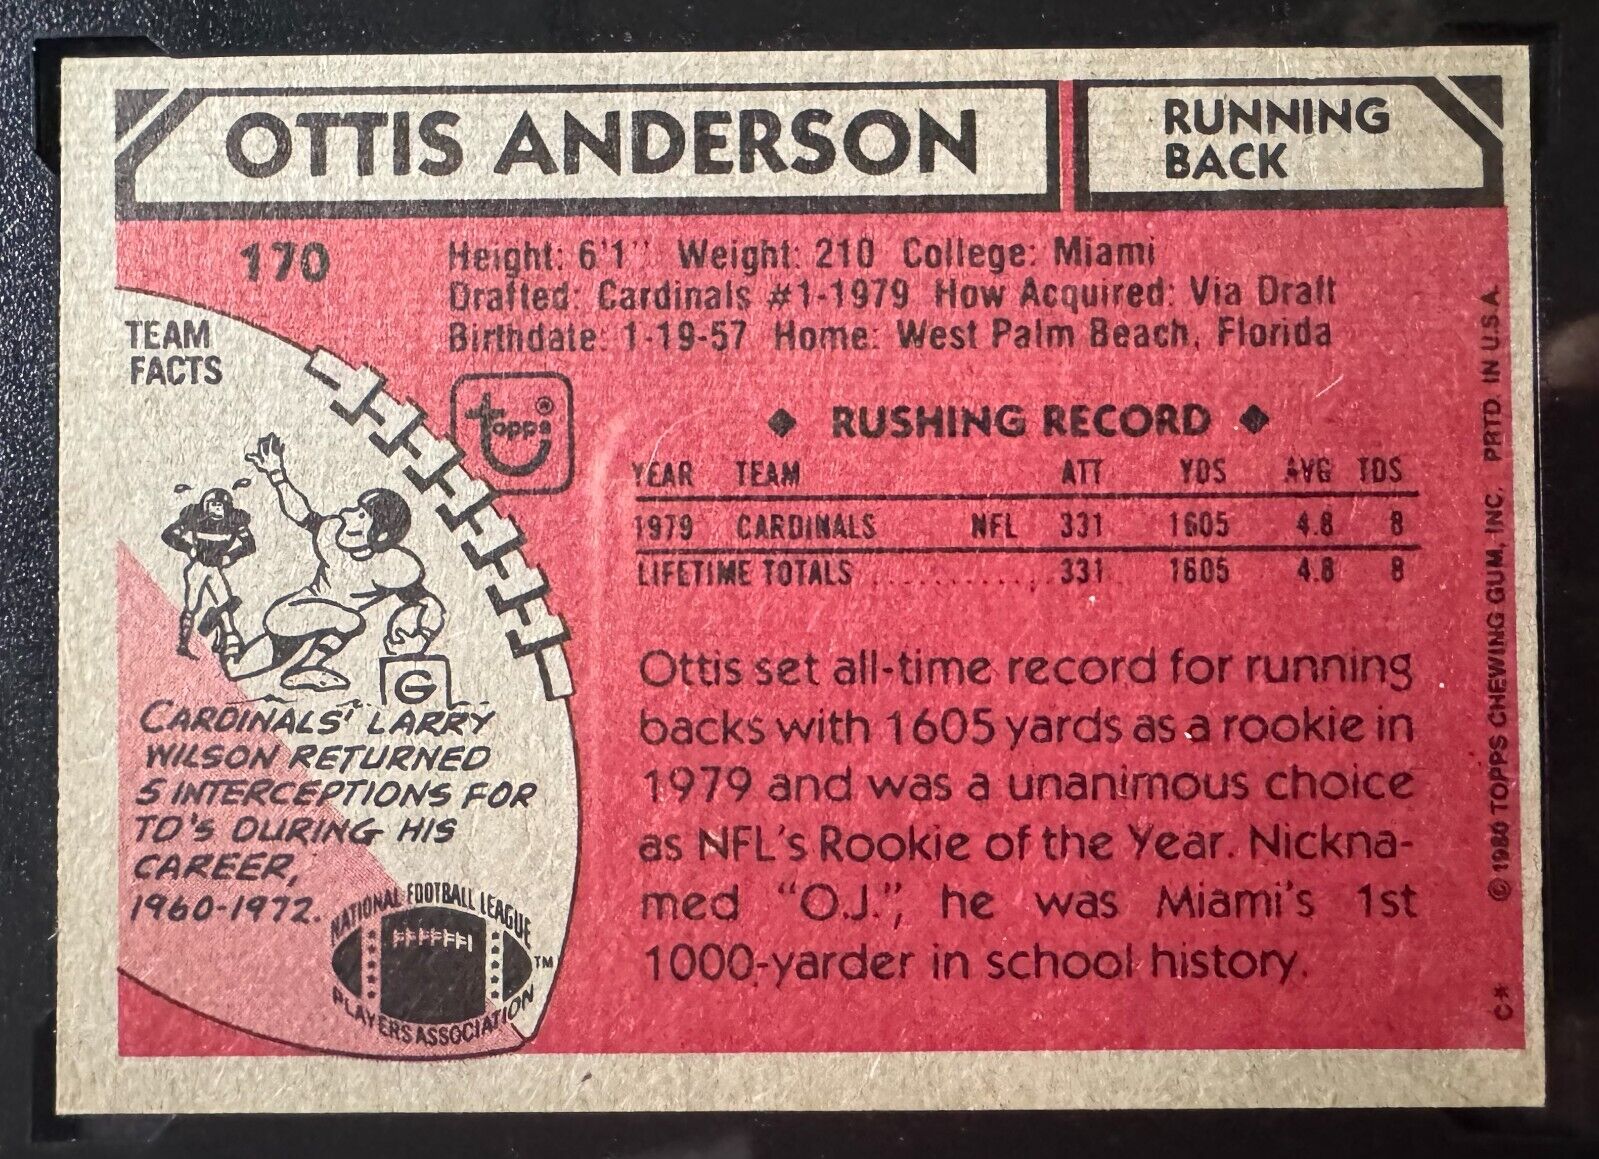 OTTIS ANDERSON
RUNNING
BACK
170
Height: 6'1" Weight: 210 College: Miami
Drafted: Cardinals #1-1979 How Acquired: Via Draft
Birthdate: 1-19-57 Home: West Palm Beach, Florida
TEAM
FACTS
topps®
◆ RUSHING RECORD ◆
YEAR TEAM ATT YDS AVG TDS
1979 CARDINALS NFL 331 1605 4.8 8
LIFETIME TOTALS ............ 331 1605 4.8 8
G
CARDINALS' LARRY
WILSON RETURNED
5 INTERCEPTIONS FOR
TD'S DURING HIS
CAREER,
1960-1972.
NATIONAL FOOTBALL LEAGUE
PLAYERS ASSOCIATION
TM
Ottis set all-time record for running
backs with 1605 yards as a rookie in
1979 and was a unanimous choice
as NFL's Rookie of the Year. Nickna-
med "O.J.", he was Miami's 1st
1000-yarder in school history.
C* © 1980 TOPPS CHEWING GUM, INC. PRTD. IN U.S.A.